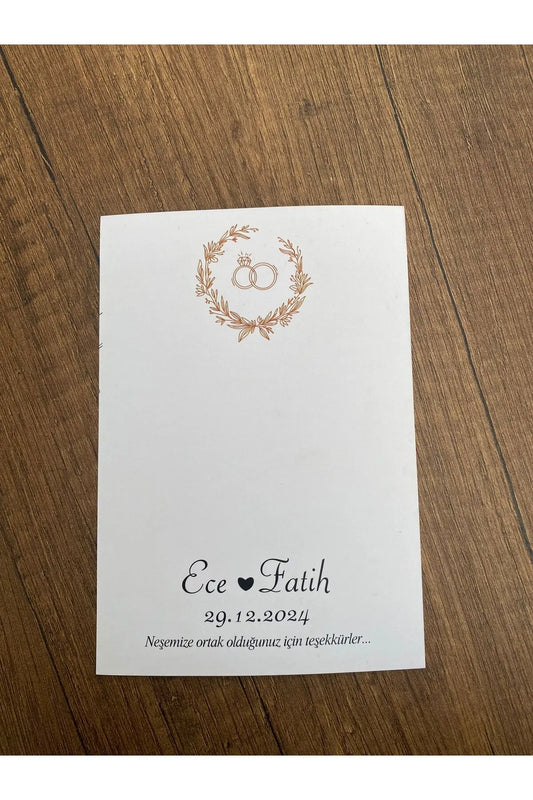 Ece ♥ Fatih
29.12.2024
Neşemize ortak olduğunuz için teşekkürler...